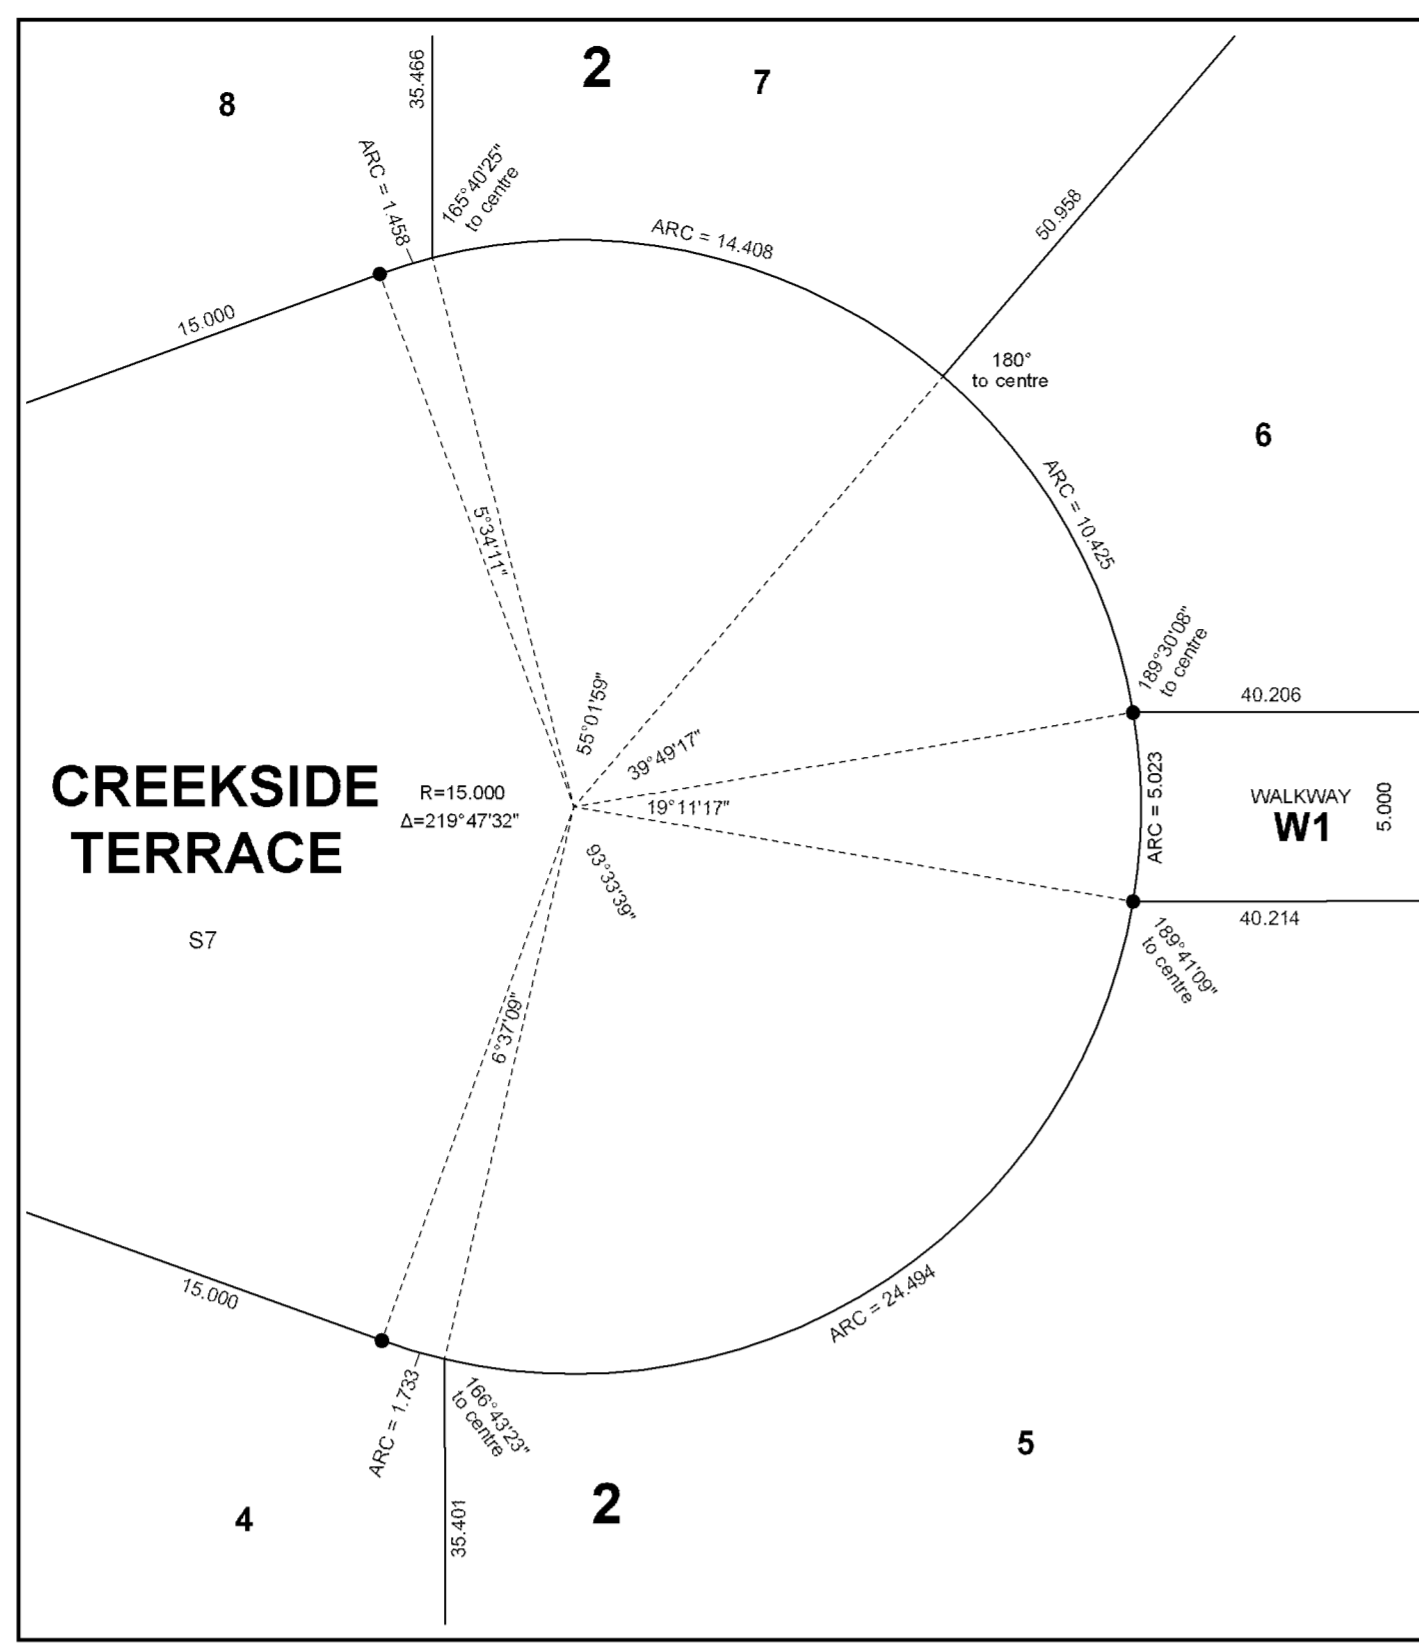 2
7
8
35.466
ARC = 1.458
165°40'25"
to centre
ARC = 14.408
50.958
15.000
180°
to centre
6
ARC = 10.425
5°34'11"
189°30'08"
to centre
40.206
55°01'59"
39°49'17"
CREEKSIDE
TERRACE
R=15.000
Δ=219°47'32"
19°11'17"
ARC = 5.023
WALKWAY
W1
5.000
93°33'39"
40.214
S7
189°41'09"
to centre
6°37'09"
15.000
ARC = 24.494
ARC = 1.733
166°43'23"
to centre
5
4
2
35.401